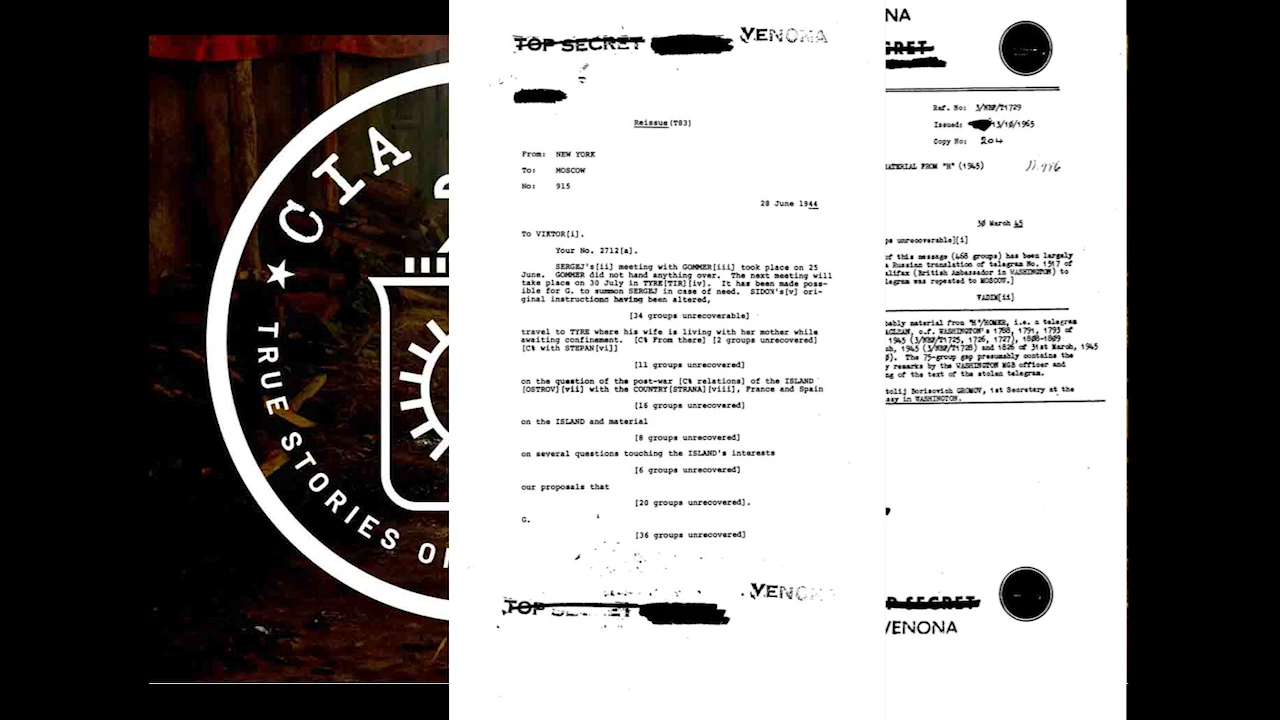 CIA
TRUE STORIES
TOP SECRET VENONA
Reissue(T83)
From: NEW YORK
To: MOSCOW
No: 915
28 June 1944
To VIKTOR[i].
Your No. 2712[a].
SERGEJ's[ii] meeting with GOMMER[iii] took place on 25
June. GOMMER did not hand anything over. The next meeting will
take place on 30 July in TYRE[TIR][iv]. It has been made poss-
ible for G. to summon SERGEJ in case of need. SIDON's[v] ori-
ginal instructions having been altered,
[34 groups unrecoverable]
travel to TYRE where his wife is living with her mother while
awaiting confinement. [C% From there] [2 groups unrecovered]
[C% with STEPAN[vi]]
[11 groups unrecovered]
on the question of the post-war [C% relations] of the ISLAND
[OSTROV][vii] with the COUNTRY[STRANA][viii], France and Spain
[16 groups unrecovered]
on the ISLAND and material
[8 groups unrecovered]
on several questions touching the ISLAND's interests
[6 groups unrecovered]
our proposals that
[20 groups unrecovered].
G.
[36 groups unrecovered]
TOP SECRET VENONA
NA
CRET
Ref. No: 3/NBF/T1729
Issued: 13/10/1965
Copy No: 204
MATERIAL FROM "H" (1945)
30 March 45
ps unrecoverable][i]
of this message (468 groups) has been largely
Russian translation of telegram No. 1517 of
alifax (British Ambassador in WASHINGTON) to
legram was repeated to MOSCOW.]
VADIM[ii]
bably material from "H"/HOMER, i.e. a telegram
ACLEAN, c.f. WASHINGTON's 1788, 1791, 1793 of
1945 (3/NBF/T1725, 1726, 1727), 1808-1809
ch, 1945 (3/NBF/T1728) and 1826 of 31st March, 1945
The 75-group gap presumably contains the
y remarks by the WASHINGTON MGB officer and
ng of the text of the stolen telegram.
tolij Borisovich GROMOV, 1st Secretary at the
assy in WASHINGTON.
P SECRET
VENONA